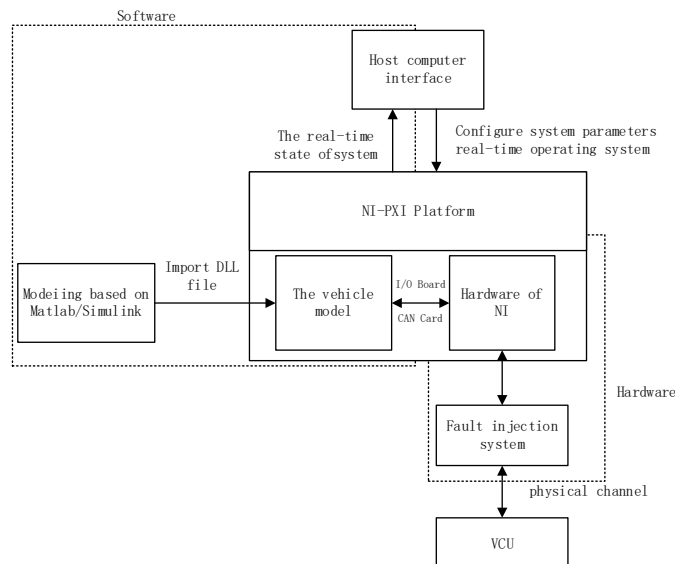 Software
Host computer
interface
The real-time
state ofsystem
Configure system parameters
real-time operating system
NI-PXI Platform
Import DLL
file
Modeiing based on
Matlab/Simulink
The vehicle
model
I/O Board
CAN Card
Hardware of
NI
Hardware
Fault injection
system
physical channel
VCU